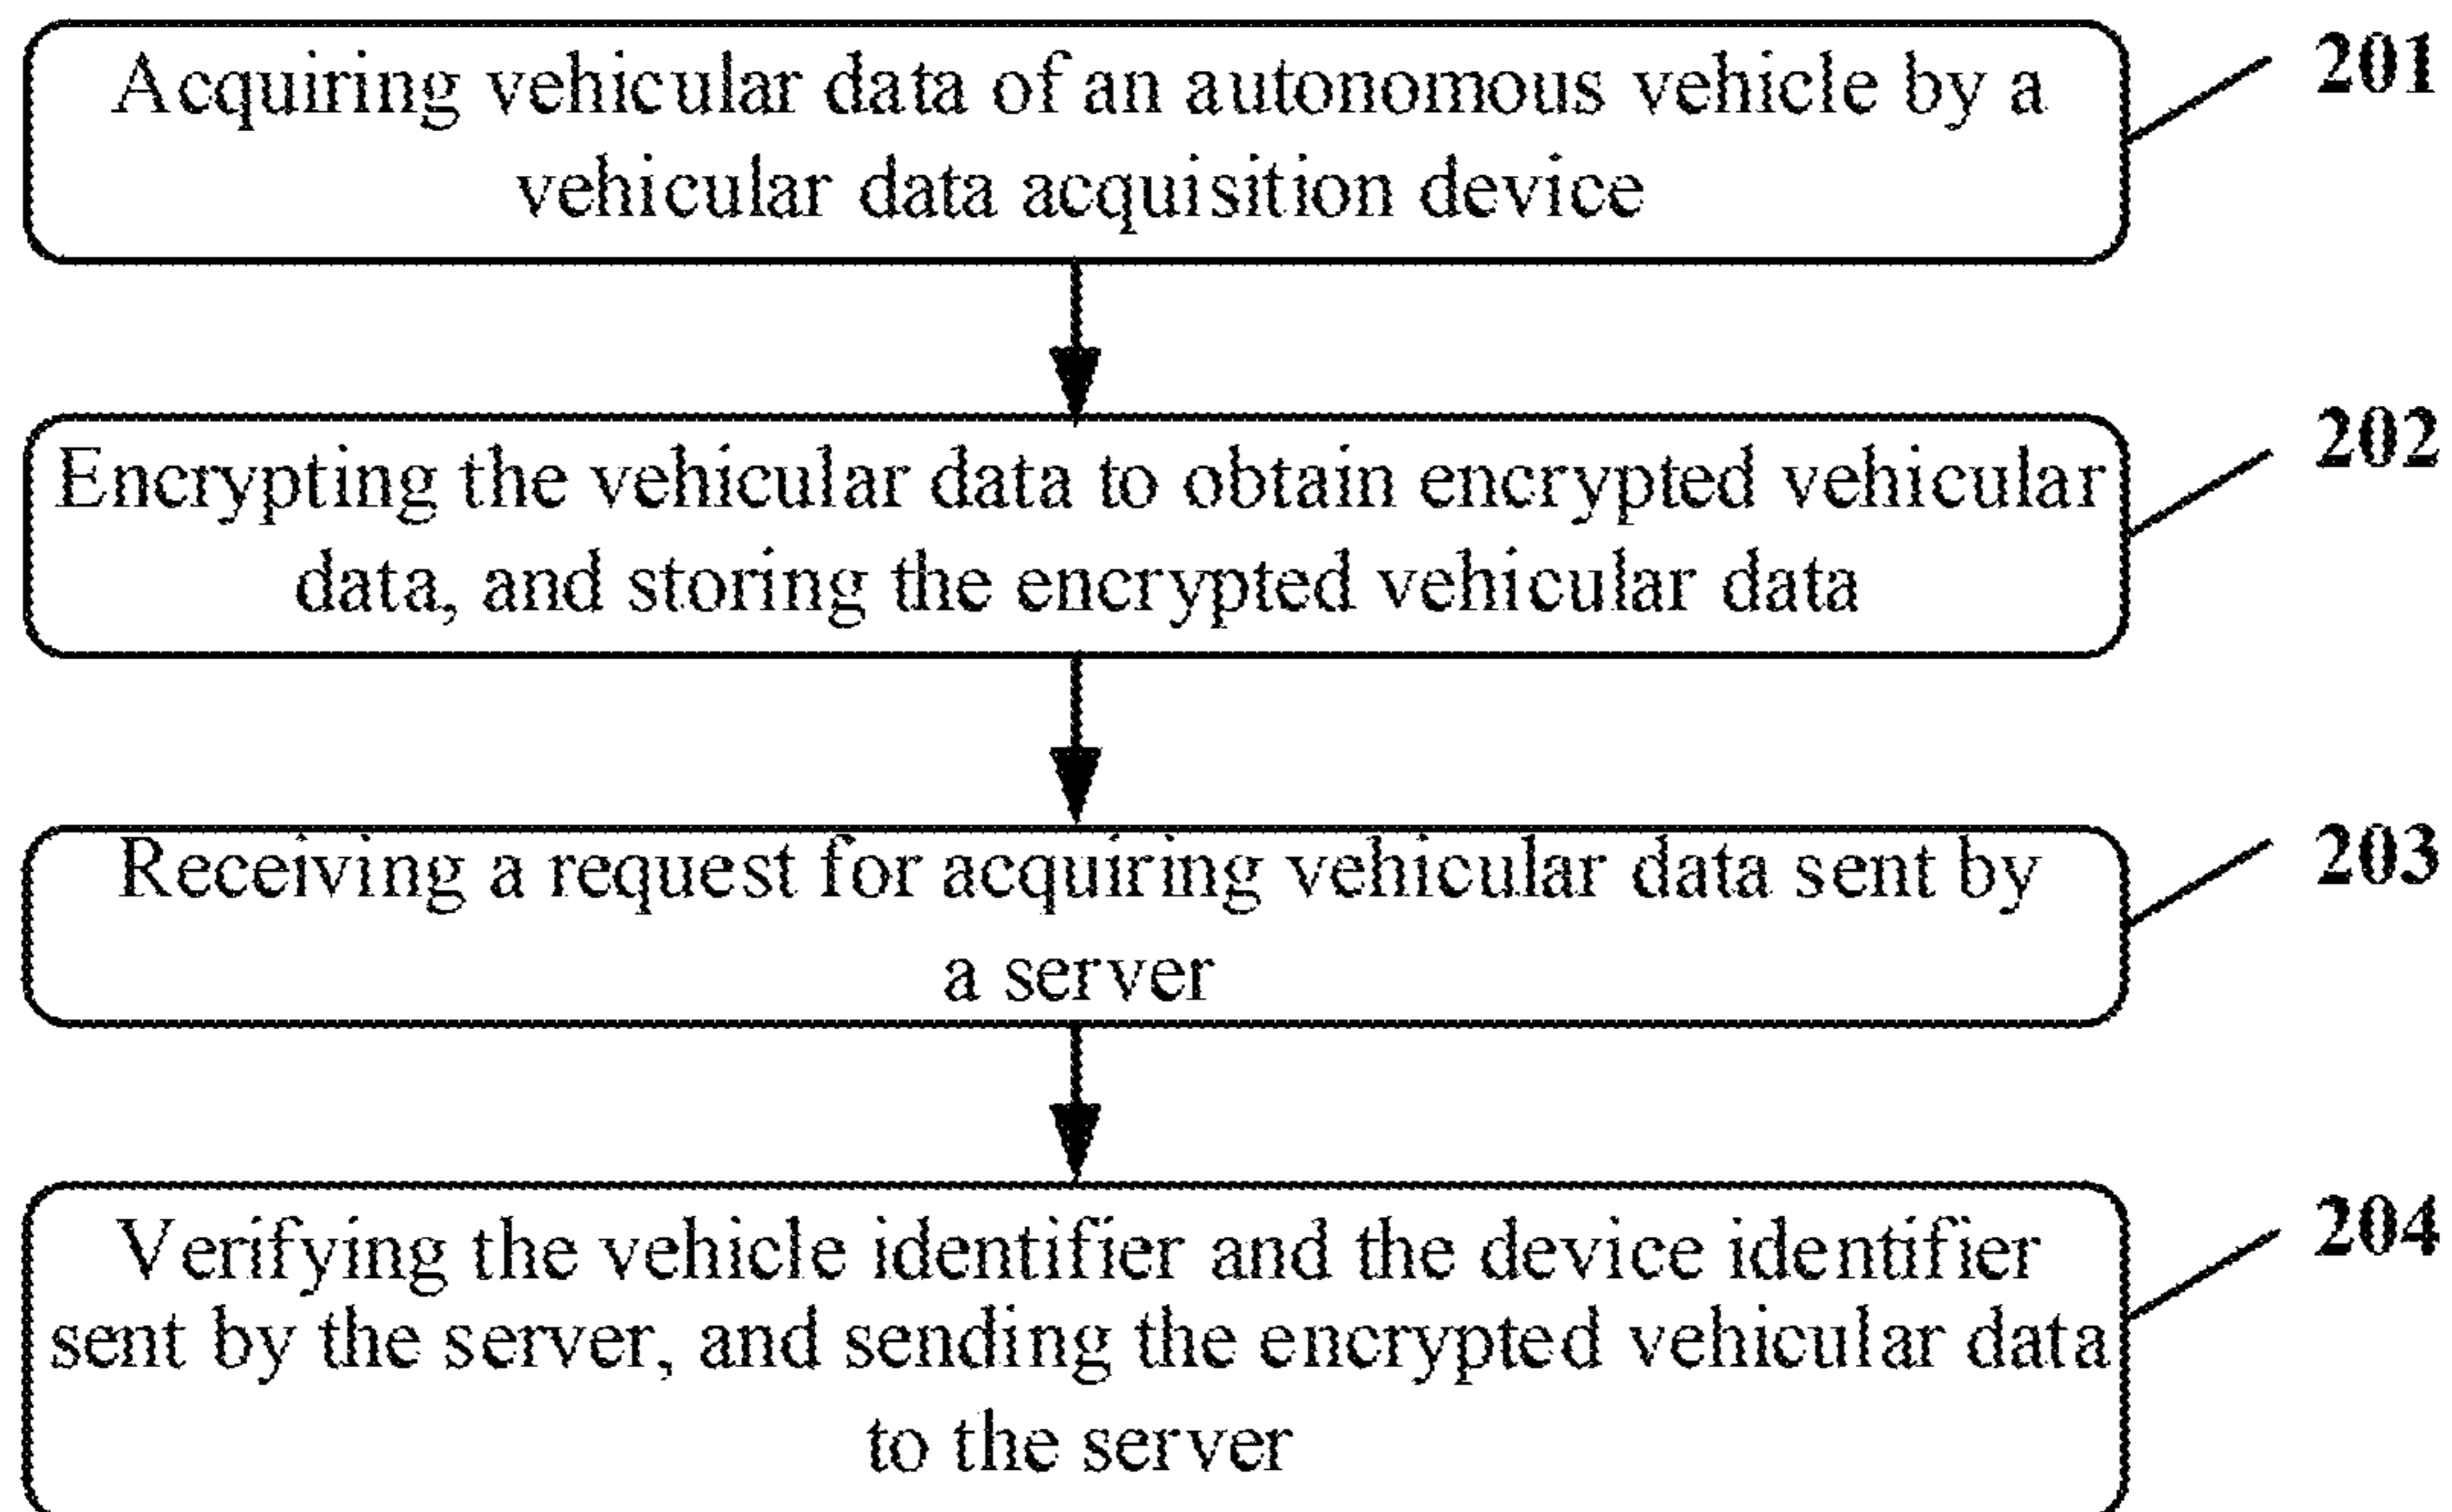 Acquiring vehicular data of an autonomous vehicle by a
vehicular data acquisition device
201
Encrypting the vehicular data to obtain encrypted vehicular
data, and storing the encrypted vehicular data
202
Receiving a request for acquiring vehicular data sent by
a server
203
Verifying the vehicle identifier and the device identifier
sent by the server, and sending the encrypted vehicular data
to the server
204